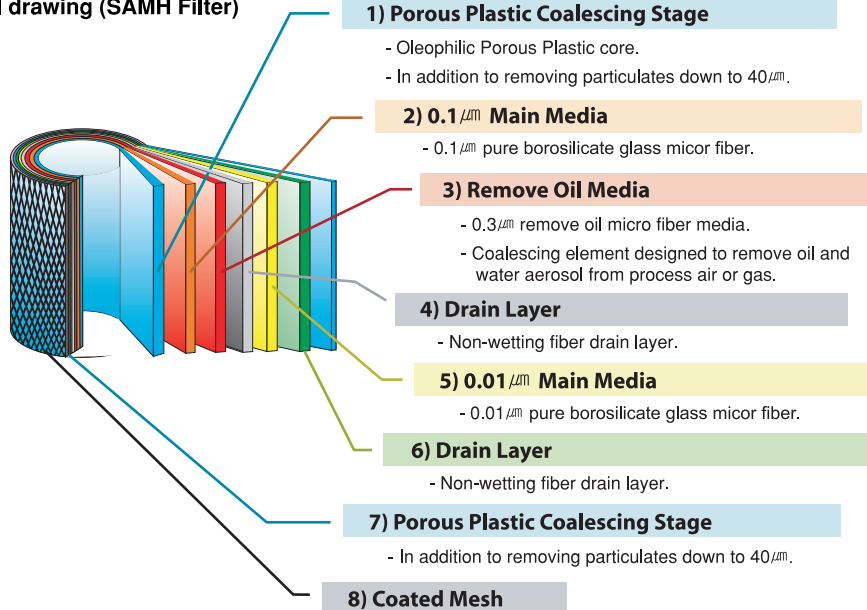 drawing (SAMH Filter)
1) Porous Plastic Coalescing Stage
- Oleophilic Porous Plastic core.
- In addition to removing particulates down to 40㎛.
2) 0.1㎛ Main Media
- 0.1㎛ pure borosilicate glass micor fiber.
3) Remove Oil Media
- 0.3㎛ remove oil micro fiber media.
- Coalescing element designed to remove oil and
water aerosol from process air or gas.
4) Drain Layer
- Non-wetting fiber drain layer.
5) 0.01㎛ Main Media
- 0.01㎛ pure borosilicate glass micor fiber.
6) Drain Layer
- Non-wetting fiber drain layer.
7) Porous Plastic Coalescing Stage
- In addition to removing particulates down to 40㎛.
8) Coated Mesh